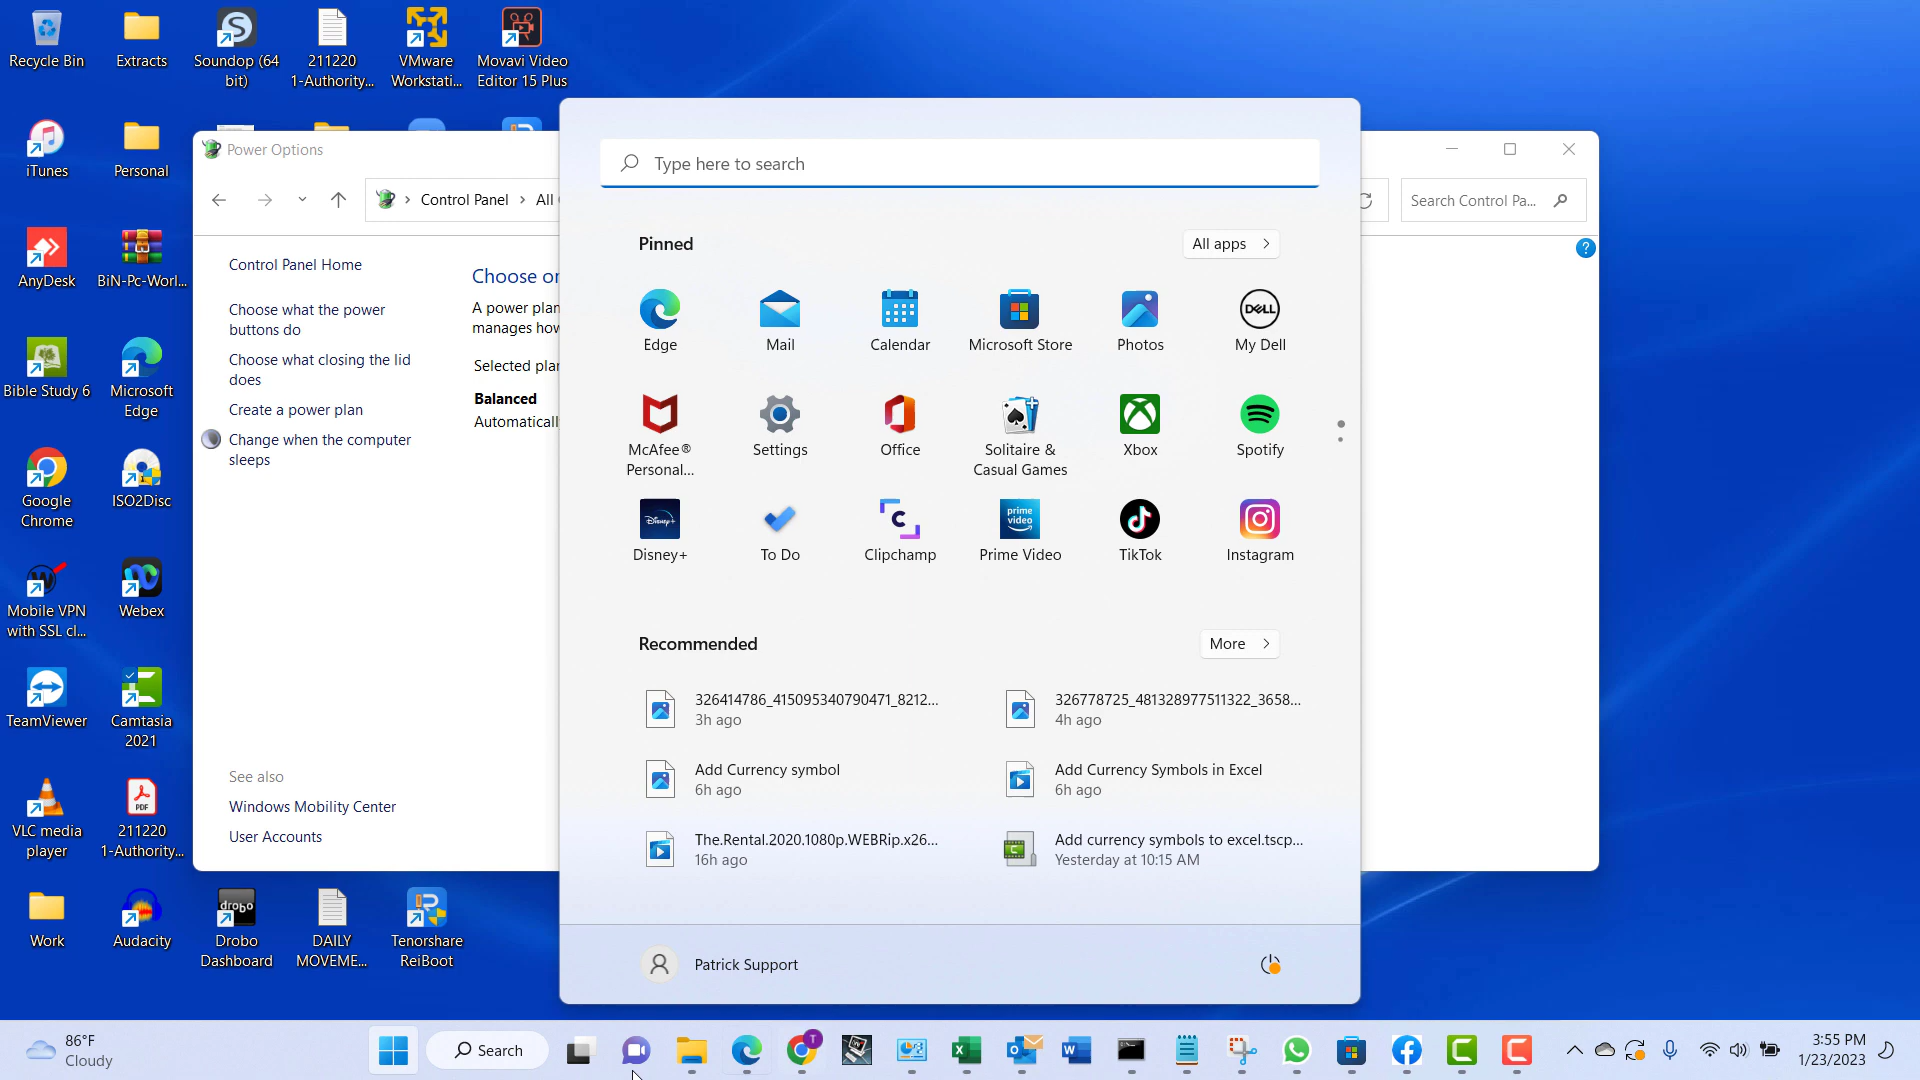 Recycle Bin
Extracts
Soundop (64
bit)
211220
1-Authority...
VMware
Workstati...
Movavi Video
Editor 15 Plus
iTunes
Personal
AnyDesk
BiN-Pc-Worl...
Bible Study 6
Microsoft
Edge
Google
Chrome
ISO2Disc
Mobile VPN
with SSL cl...
Webex
TeamViewer
Camtasia
2021
VLC media
player
PDF
211220
1-Authority...
Work
Audacity
drobo
Drobo
Dashboard
DAILY
MOVEME...
Tenorshare
ReiBoot
Power Options
Control Panel
All
Search Control Pa...
Control Panel Home
Choose what the power
buttons do
Choose what closing the lid
does
Create a power plan
Change when the computer
sleeps
See also
Windows Mobility Center
User Accounts
Choose or
A power plan
manages how
Selected plan
Balanced
Automatically
Type here to search
Pinned
All apps
Edge
Mail
Calendar
Microsoft Store
Photos
DELL
My Dell
McAfee®
Personal...
Settings
Office
Solitaire &
Casual Games
Xbox
Spotify
Disney+
Disney+
To Do
Clipchamp
prime
video
Prime Video
TikTok
Instagram
Recommended
More
326414786_415095340790471_8212...
3h ago
326778725_481328977511322_3658...
4h ago
Add Currency symbol
6h ago
Add Currency Symbols in Excel
6h ago
The.Rental.2020.1080p.WEBRip.x26...
16h ago
Add currency symbols to excel.tscp...
Yesterday at 10:15 AM
Patrick Support
86°F
Cloudy
Search
T
3:55 PM
1/23/2023